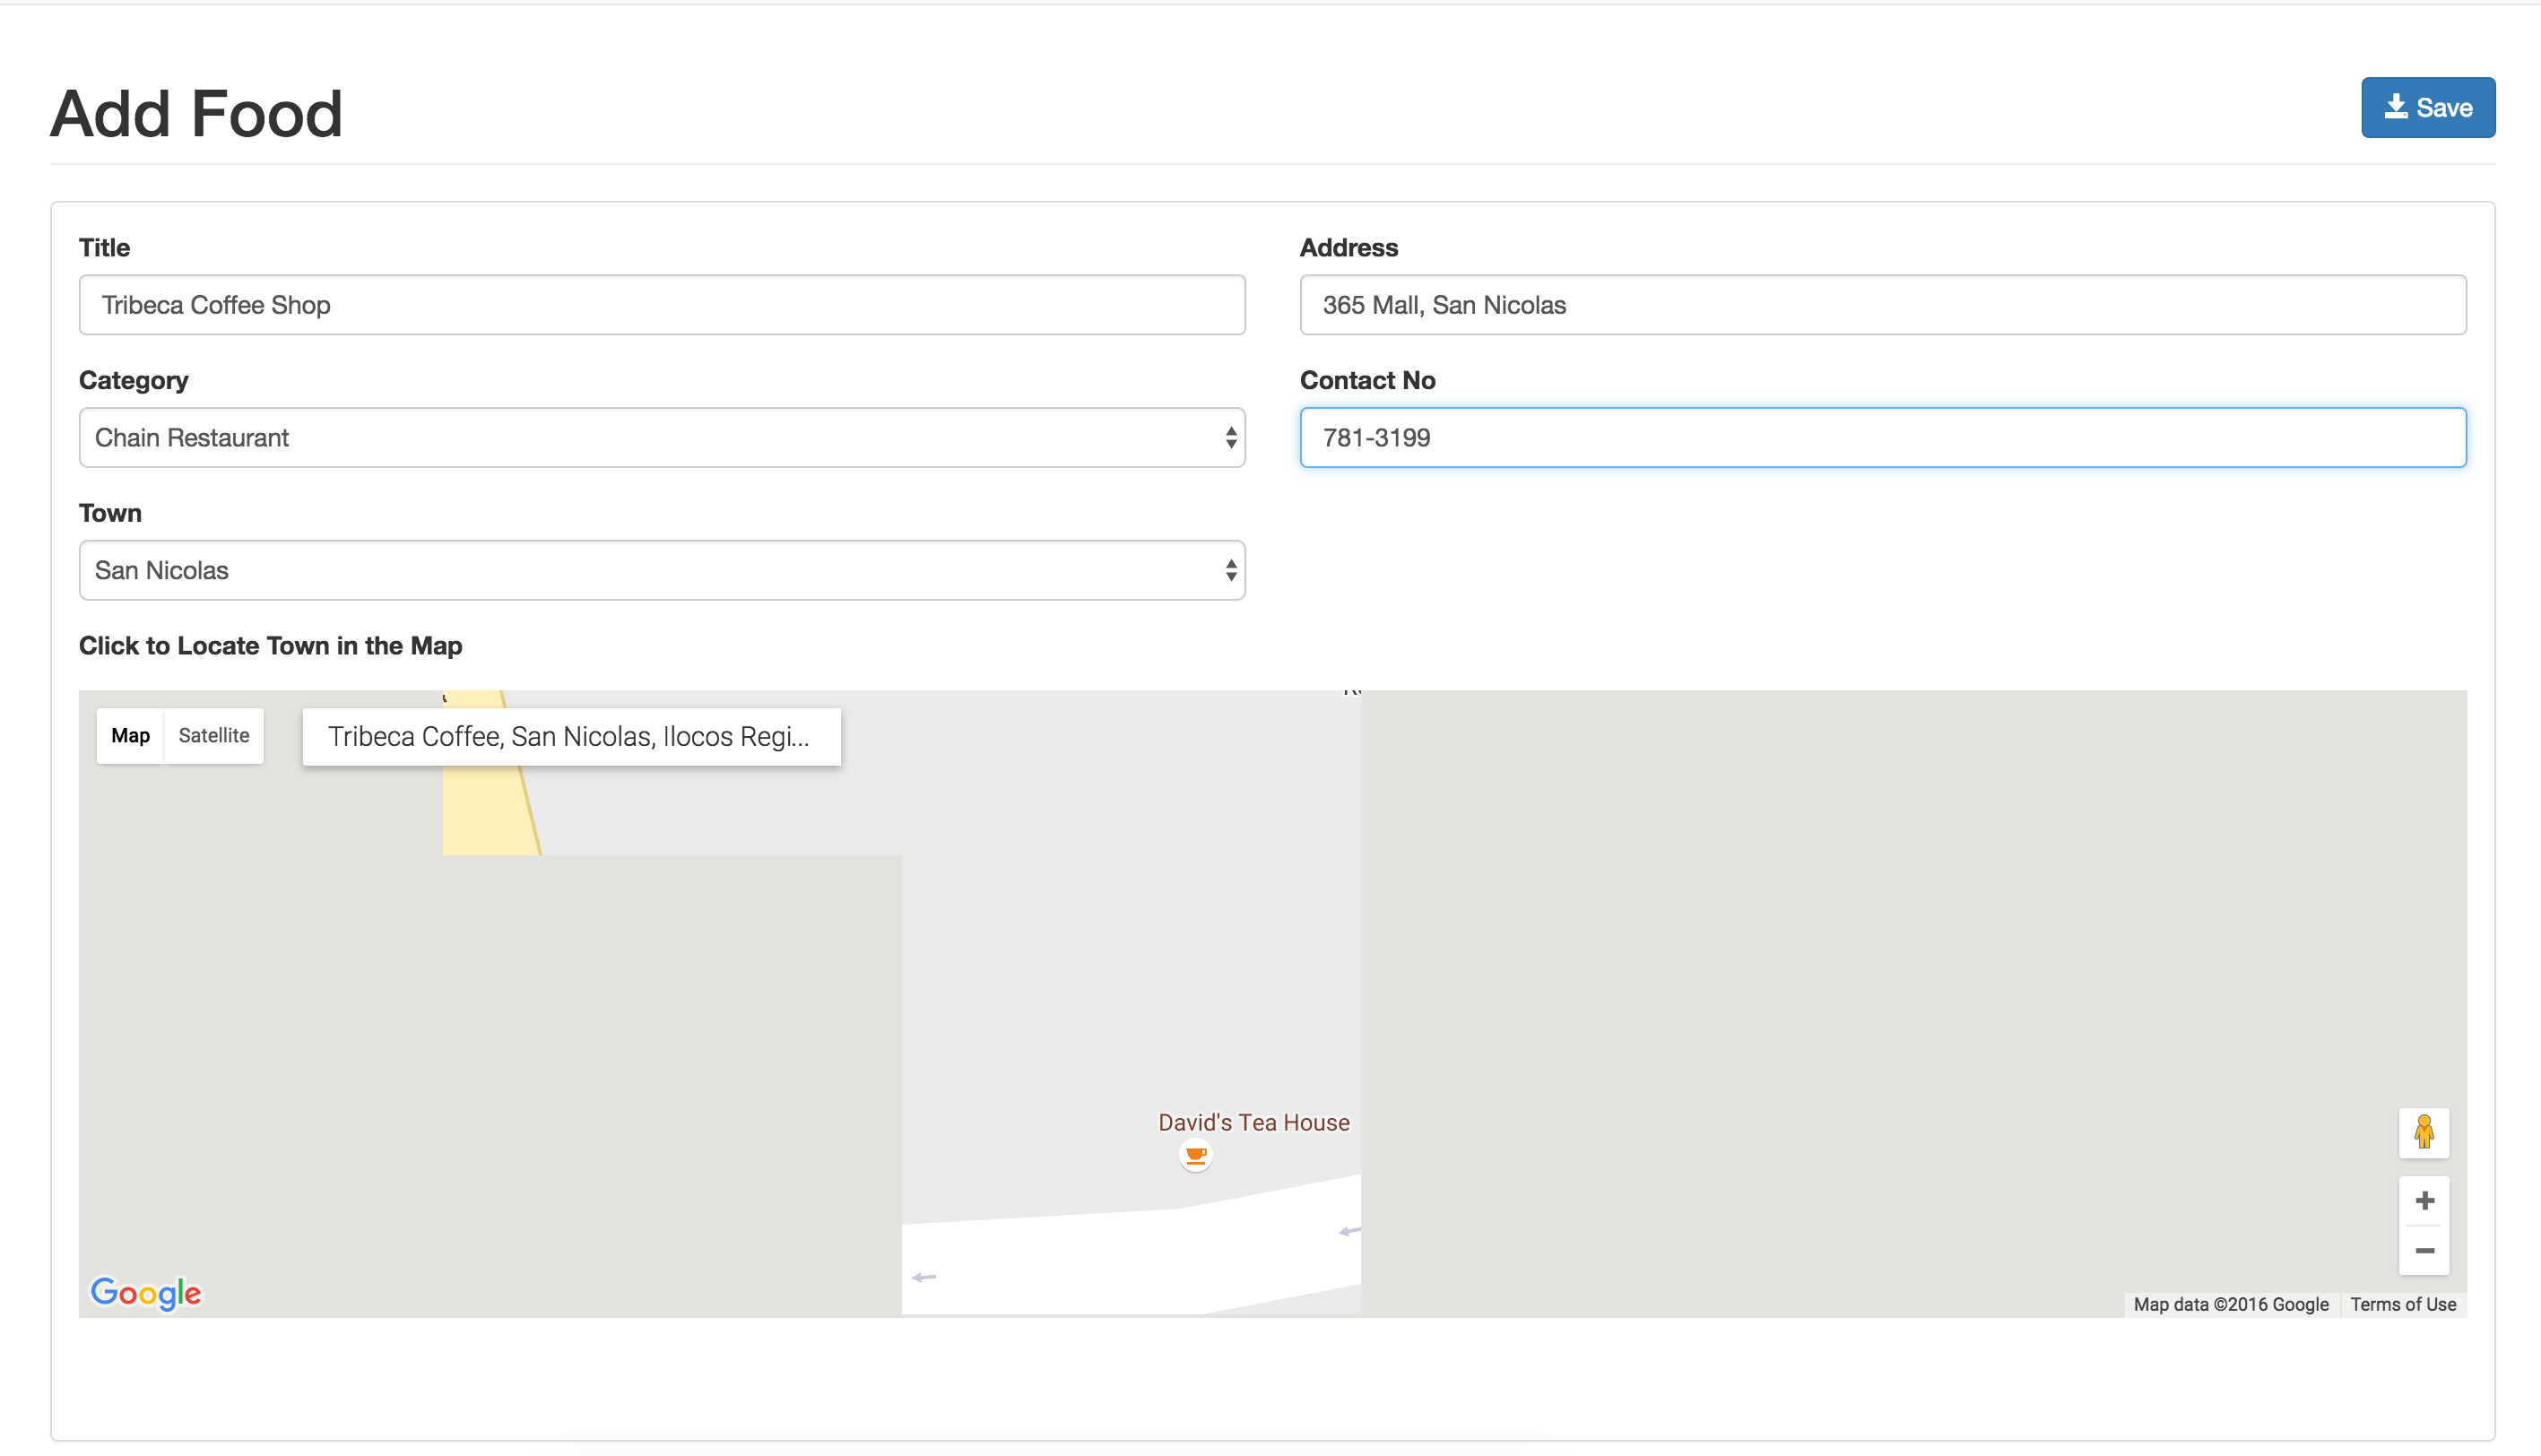 Add Food
Save
Title
Tribeca Coffee Shop
Address
365 Mall, San Nicolas
Category
Chain Restaurant
Contact No
781-3199
Town
San Nicolas
Click to Locate Town in the Map
Map
Satellite
Tribeca Coffee, San Nicolas, Ilocos Regi...
David's Tea House
Google
Map data ©2016 Google
Terms of Use